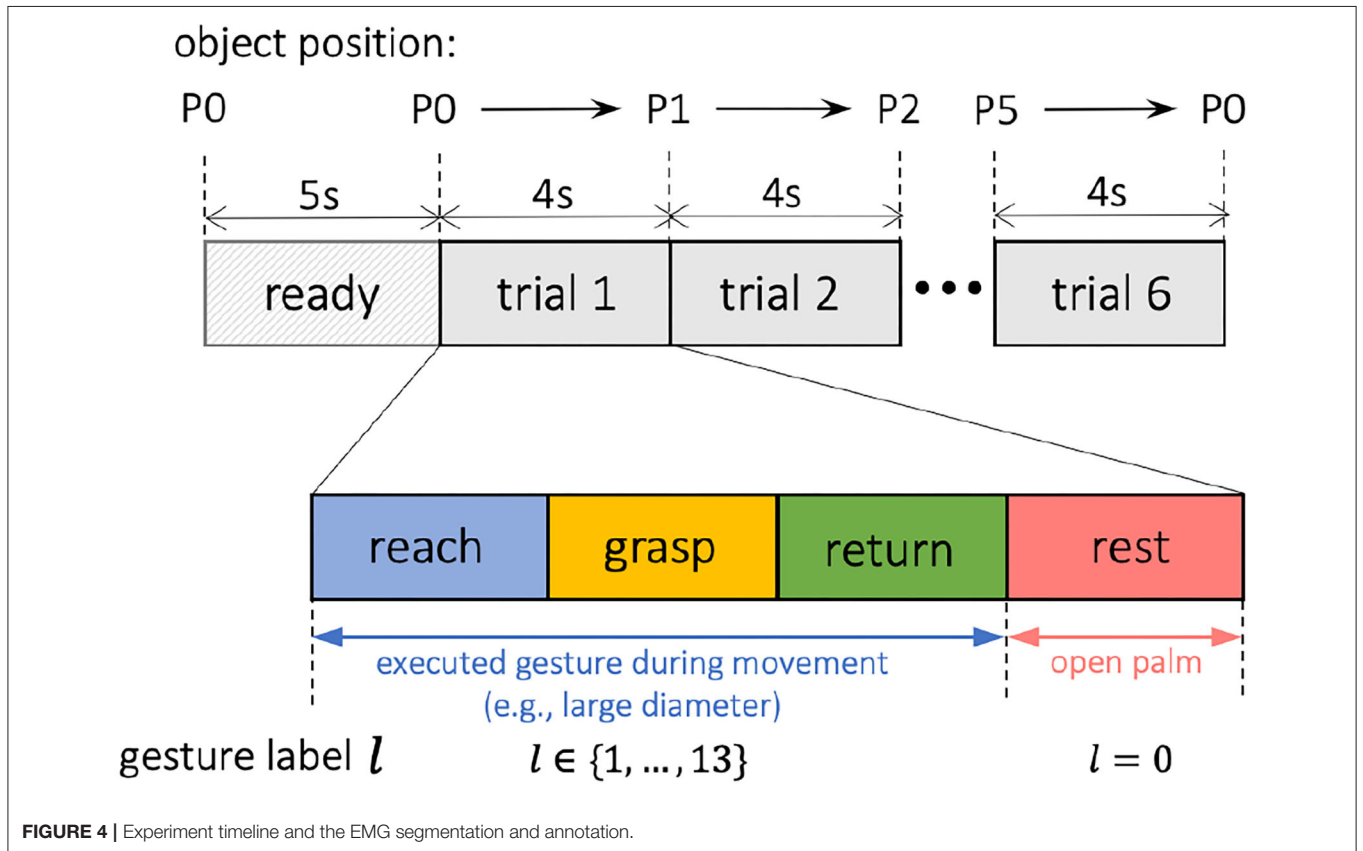 object position:
P0 P0 P1 P2 P5 P0
5s 4s 4s 4s
ready trial 1 trial 2 ••• trial 6
reach grasp return rest
executed gesture during movement open palm
(e.g., large diameter)
gesture label l l ∈ {1, ..., 13} l = 0
FIGURE 4 | Experiment timeline and the EMG segmentation and annotation.